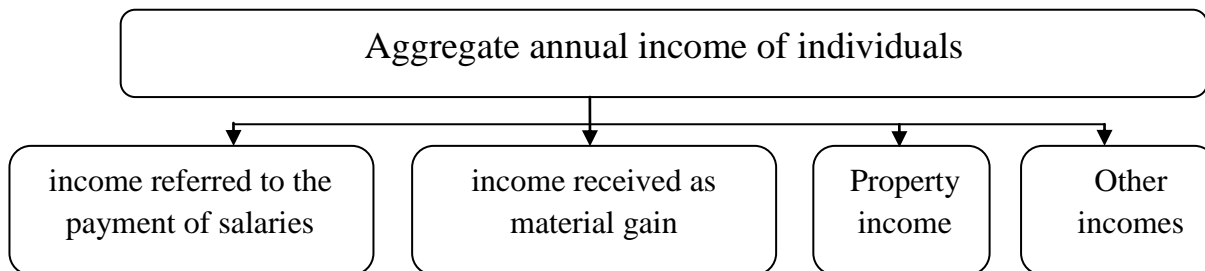 Aggregate annual income of individuals
income referred to the
payment of salaries
income received as
material gain
Property
income
Other
incomes